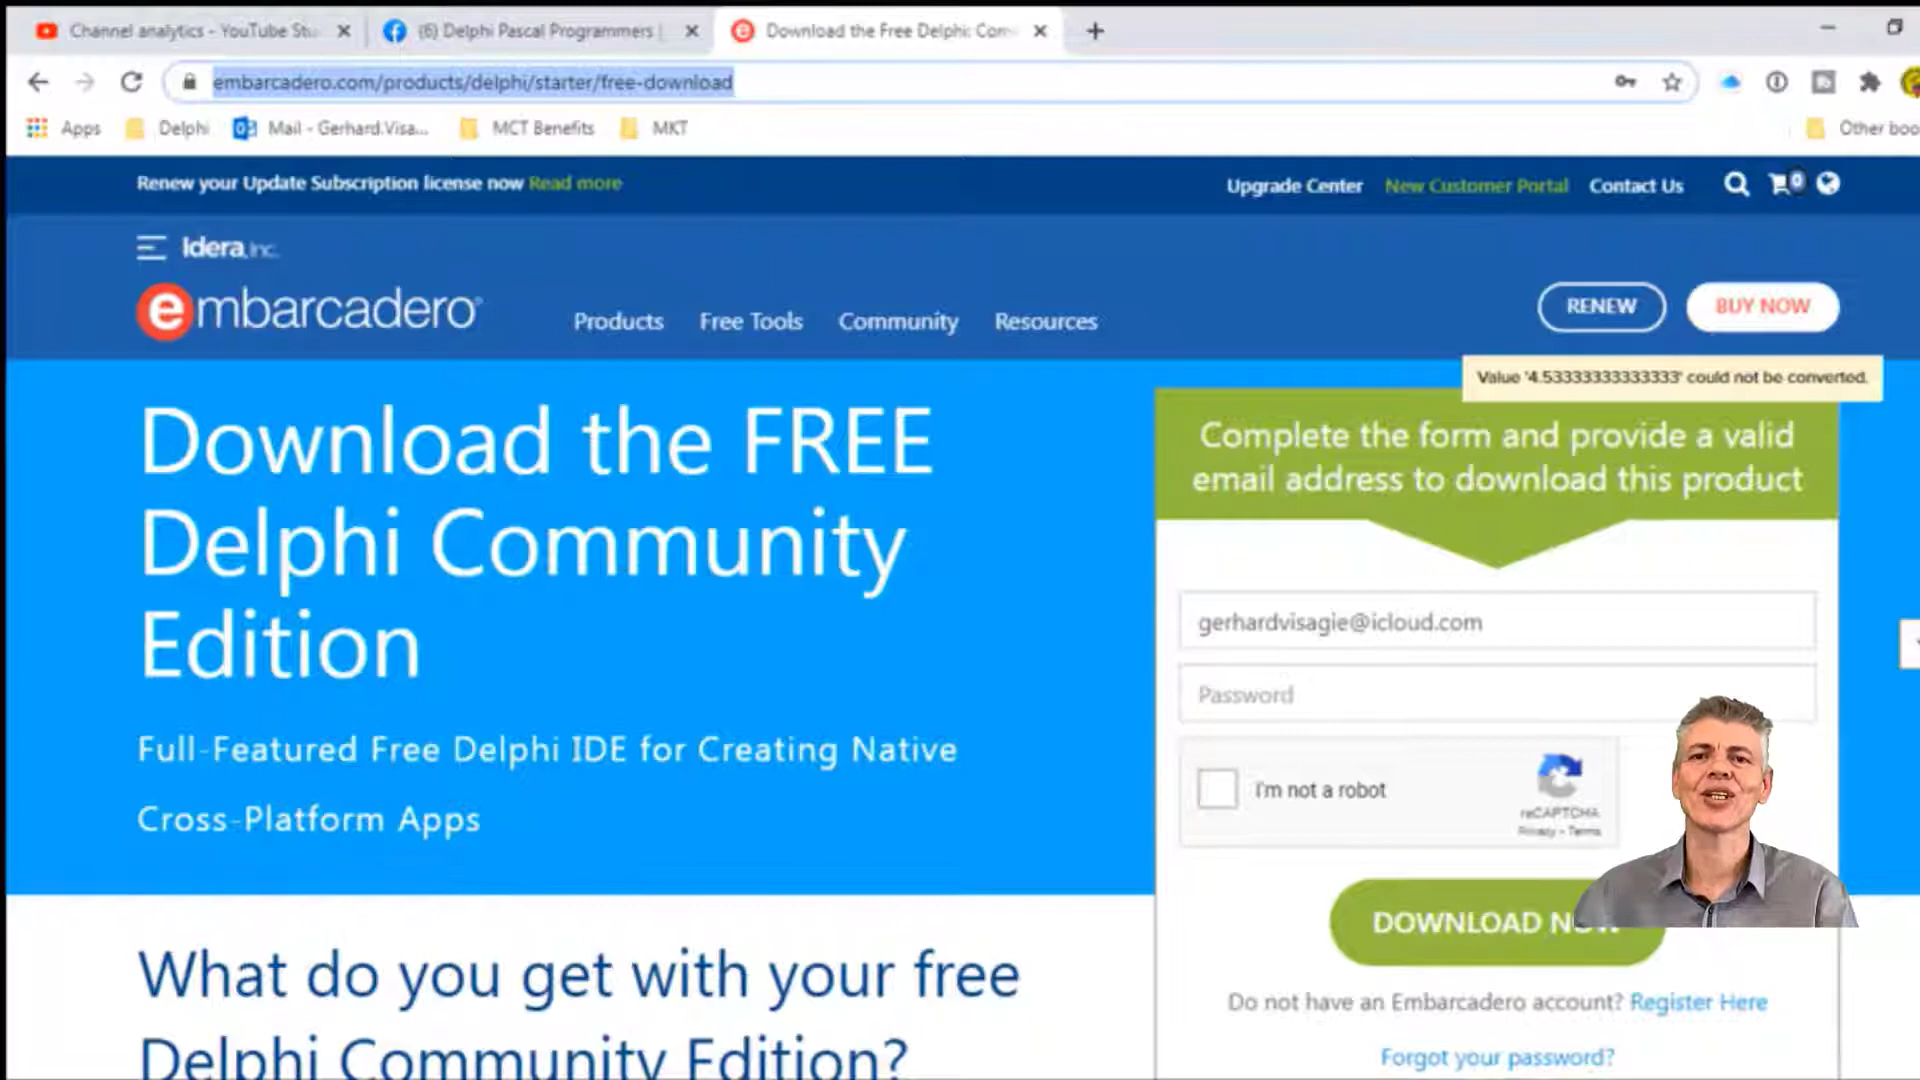 Channel analytics - YouTube Stu
(6) Delphi Pascal Programmers |
Download the Free Delphi Com
embarcadero.com/products/delphi/starter/free-download
Apps
Delphi
Mail - Gerhard.Visa...
MCT Benefits
MKT
Other boo
Renew your Update Subscription license now Read more
Upgrade Center
New Customer Portal
Contact Us
0
Idera, Inc.
embarcadero®
Products
Free Tools
Community
Resources
RENEW
BUY NOW
Value '4.53333333333333' could not be converted.
Download the FREE
Delphi Community
Edition
Full-Featured Free Delphi IDE for Creating Native
Cross-Platform Apps
Complete the form and provide a valid
email address to download this product
gerhardvisagie@icloud.com
Password
I'm not a robot
reCAPTCHA
Privacy - Terms
DOWNLOAD NOW
Do not have an Embarcadero account? Register Here
Forgot your password?
What do you get with your free
Delphi Community Edition?